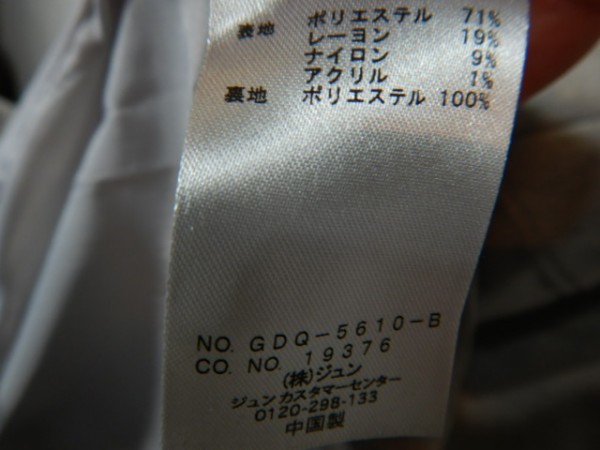 表地 ポリエステル 71%
レーヨン 19%
ナイロン 9%
アクリル 1%
裏地 ポリエステル 100%
NO. GDQ-5610-B
CO. NO. 19376
(株)ジュン
ジュンカスタマーセンター
0120-298-133
中国製